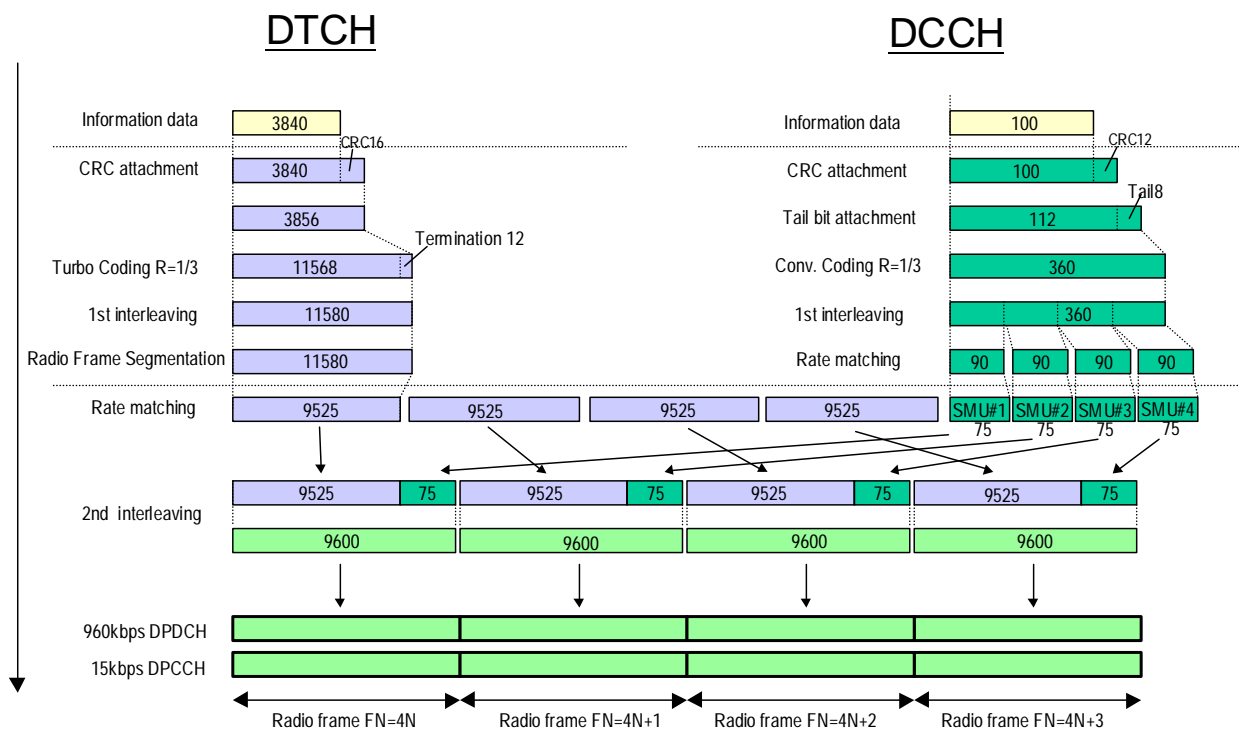 DTCH DCCH
Information data 3840 Information data 100
CRC16 CRC12
CRC attachment 3840 CRC attachment 100
Tail8
3856 Tail bit attachment 112
Termination 12
Turbo Coding R=1/3 11568 Conv. Coding R=1/3 360
1st interleaving 11580 1st interleaving 360
Radio Frame Segmentation 11580 Rate matching 90 90 90 90
Rate matching 9525 9525 9525 9525 SMU#1 SMU#2 SMU#3 SMU#4
75 75 75 75
9525 75 9525 75 9525 75 9525 75
2nd interleaving
9600 9600 9600 9600
960kbps DPDCH
15kbps DPCCH
Radio frame FN=4N Radio frame FN=4N+1 Radio frame FN=4N+2 Radio frame FN=4N+3